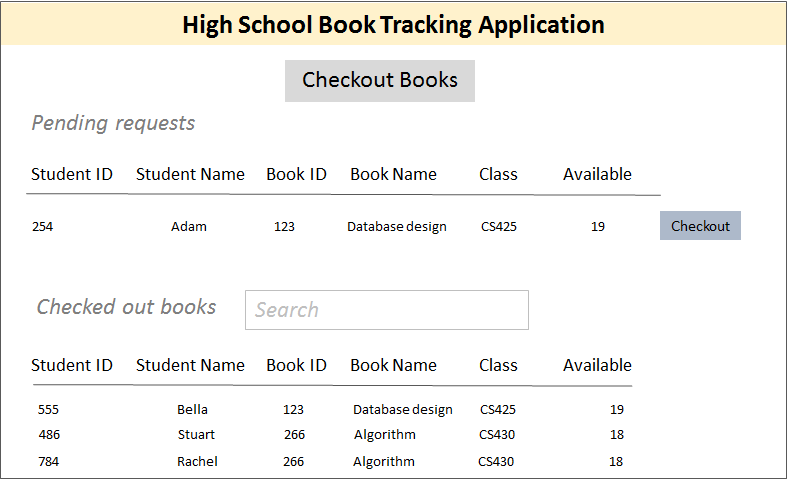 High School Book Tracking Application
Checkout Books
Pending requests
Student ID Student Name Book ID Book Name Class Available
254 Adam 123 Database design CS425 19 Checkout
Checked out books Search
Student ID Student Name Book ID Book Name Class Available
555 Bella 123 Database design CS425 19
486 Stuart 266 Algorithm CS430 18
784 Rachel 266 Algorithm CS430 18